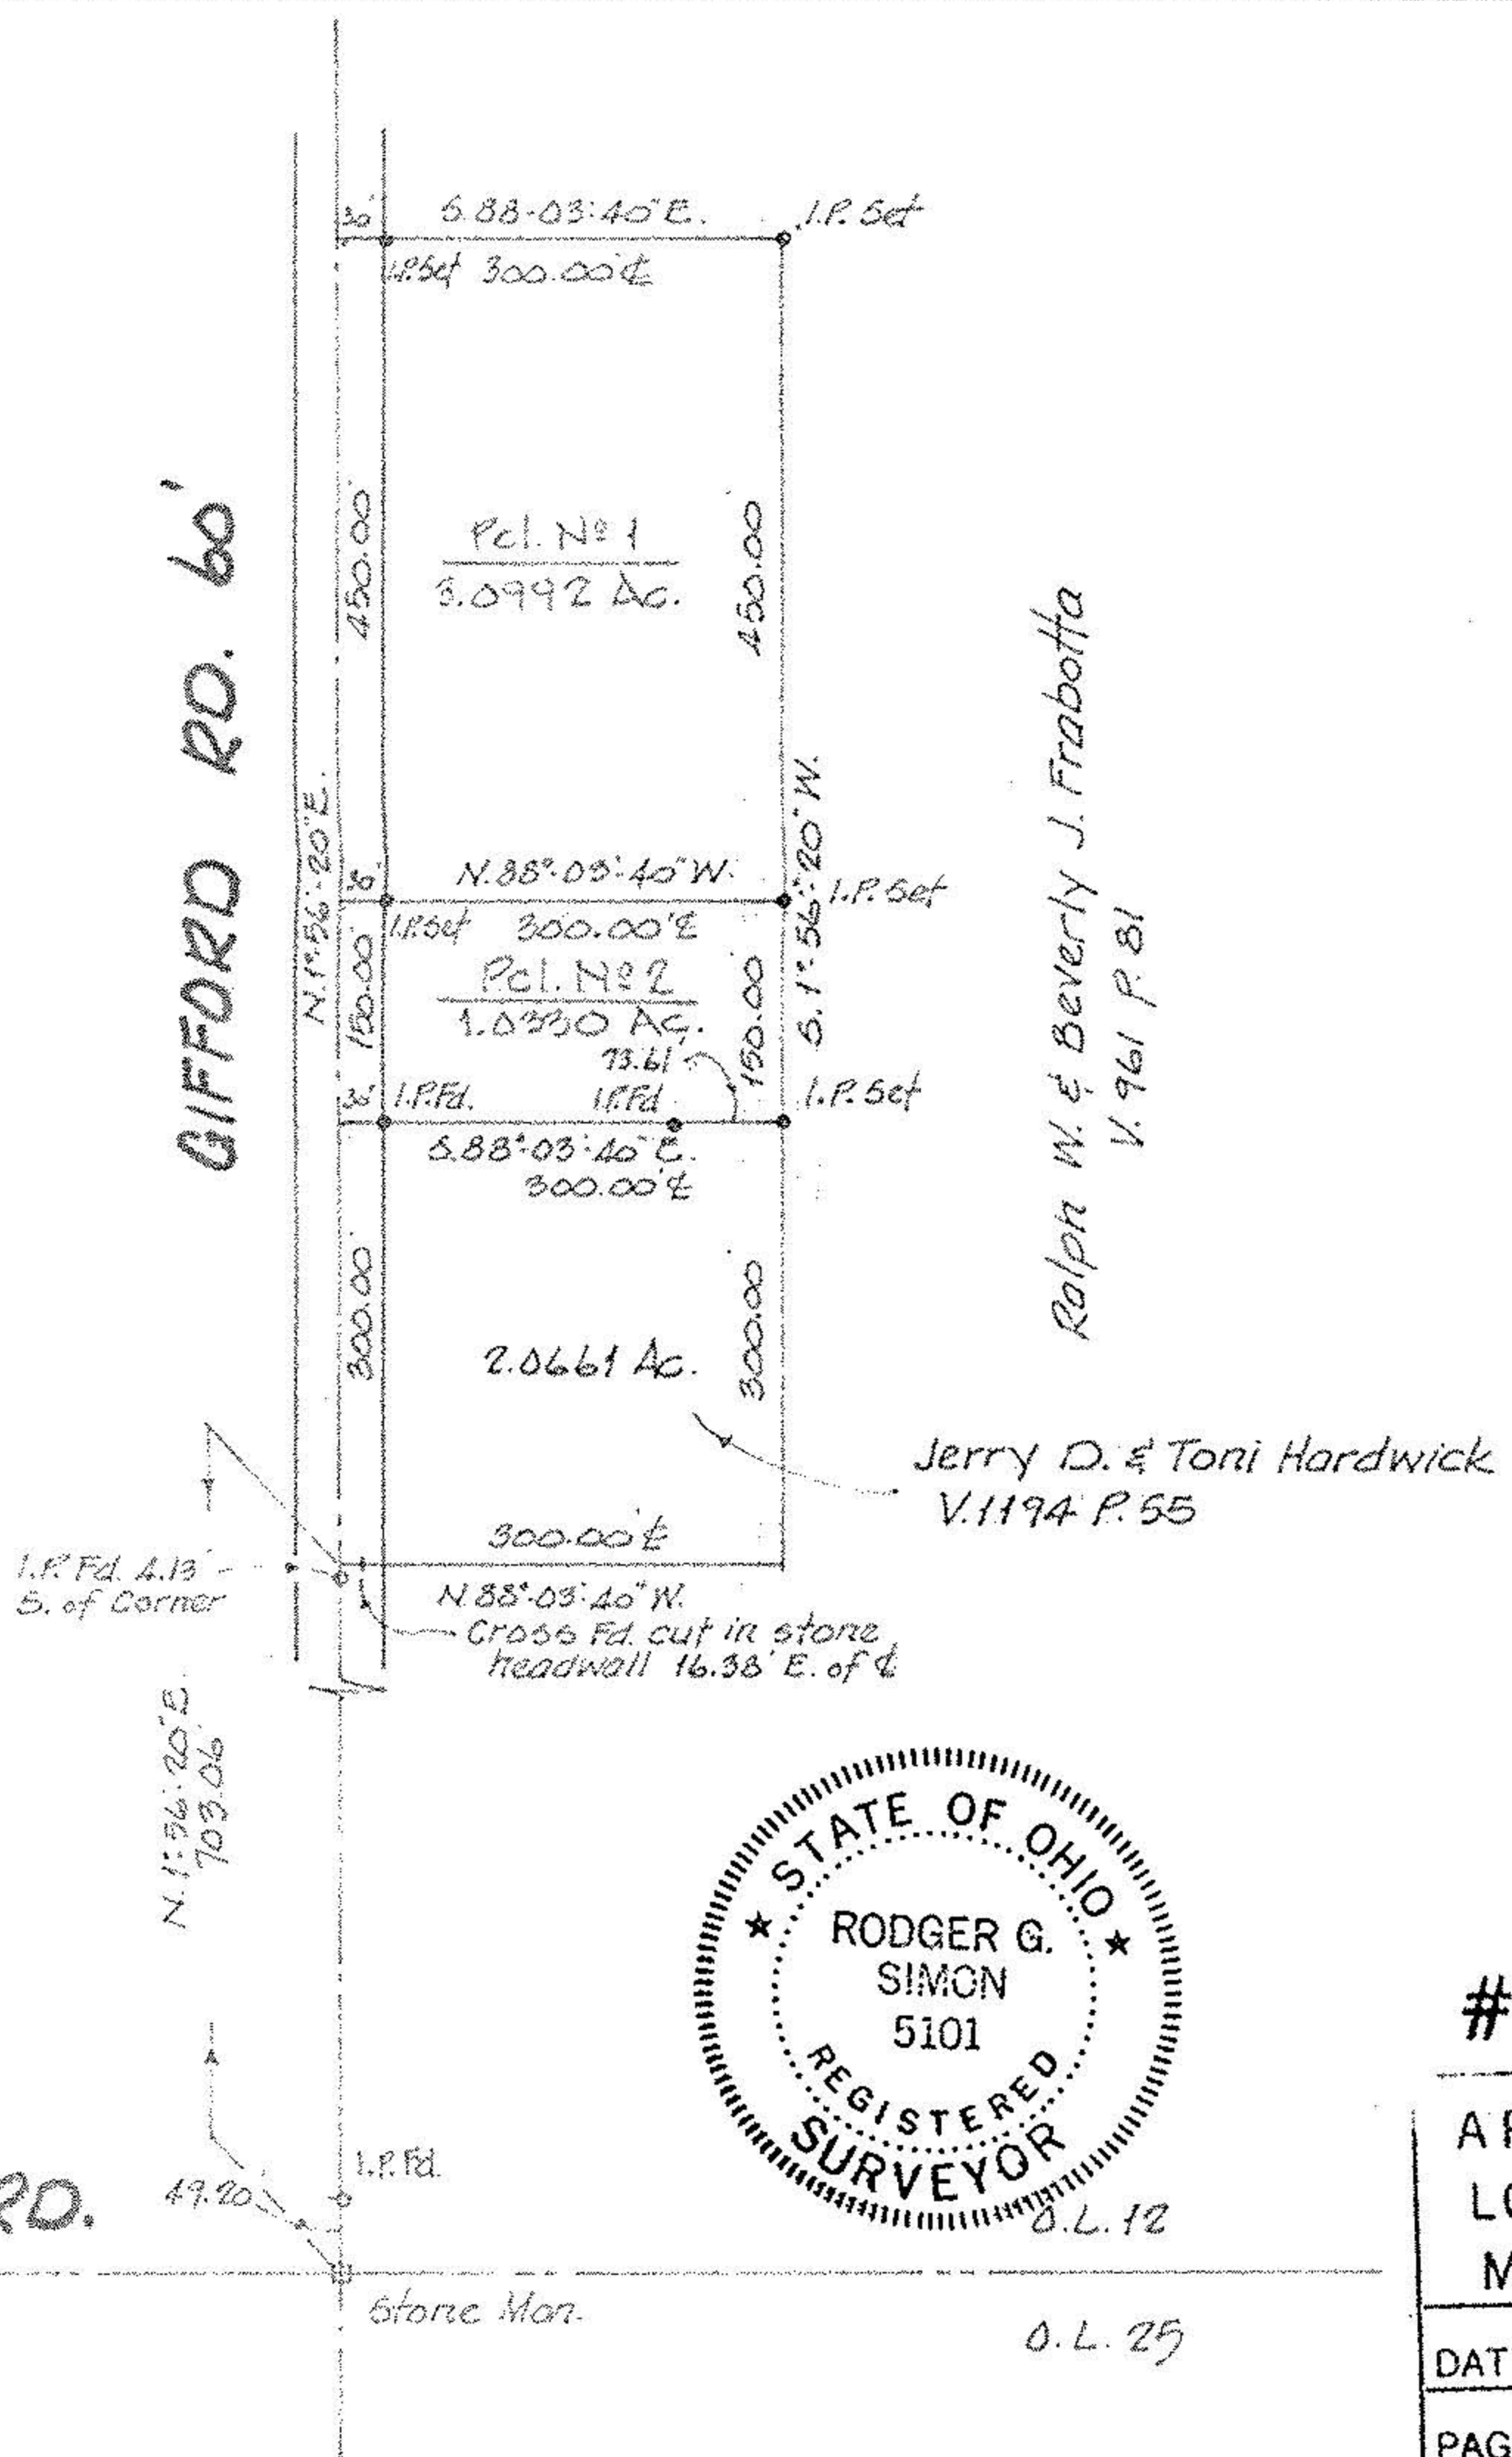 30'
S.88-03'-40"E.
I.P. Set
I.P. Set 300.00'℄
GIFFORD RD. 60'
N.1°-56'-20"E.
450.00'
Pcl. Nº 1
3.0992 Ac.
450.00
30'
N.88°-03'-40"W.
I.P. Set
I.P. Set 300.00'℄
S.1°-56'-20"W.
150.00
Pcl. Nº 2
1.0330 Ac.
73.61'
150.00
30'
I.P. Fd.
I.P. Fd.
I.P. Set
S.88°-03'-40"E.
300.00'℄
Ralph W. & Beverly J. Frabotta
V. 961 P. 81
300.00'
2.0661 Ac.
300.00
Jerry D. & Toni Hardwick
V.1194 P. 55
300.00'℄
I.P. Fd. 4.13'
S. of Corner
N.88°-03'-40"W.
Cross Fd. cut in stone
headwall 16.38' E. of ℄
N.1°-56'-20"E.
703.06'
STATE OF OHIO
RODGER G.
SIMON
5101
REGISTERED
SURVEYOR
#
I.P. Fd.
49.20
RD.
O.L. 12
Stone Mon.
O.L. 25
A
LO
M
DAT
PAG